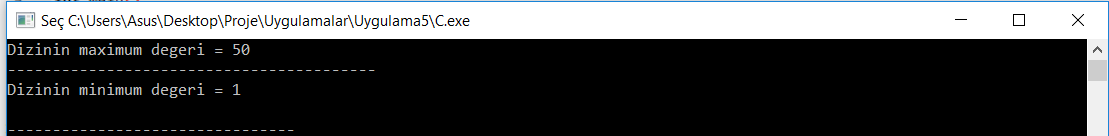 Seç C:\Users\Asus\Desktop\Proje\Uygulamalar\Uygulama5\C.exe
Dizinin maximum degeri = 50
-----------------------------------------
Dizinin minimum degeri = 1
--------------------------------